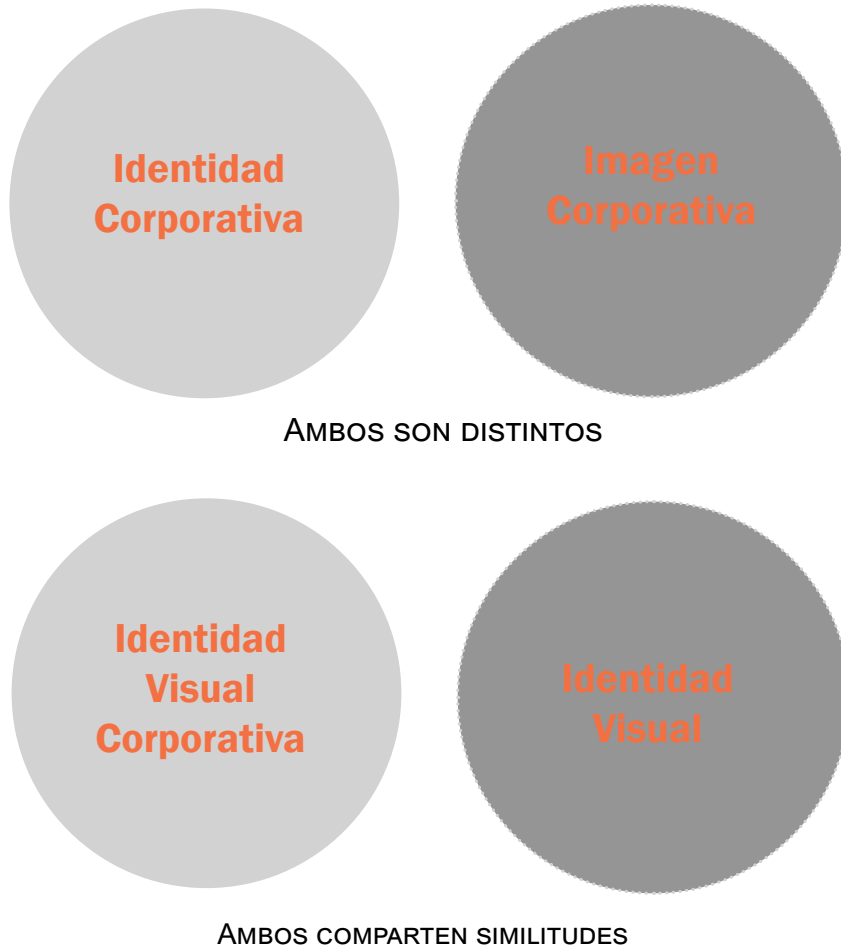 Identidad
Corporativa
Imagen
Corporativa
AMBOS SON DISTINTOS
Identidad
Visual
Corporativa
Identidad
Visual
AMBOS COMPARTEN SIMILITUDES